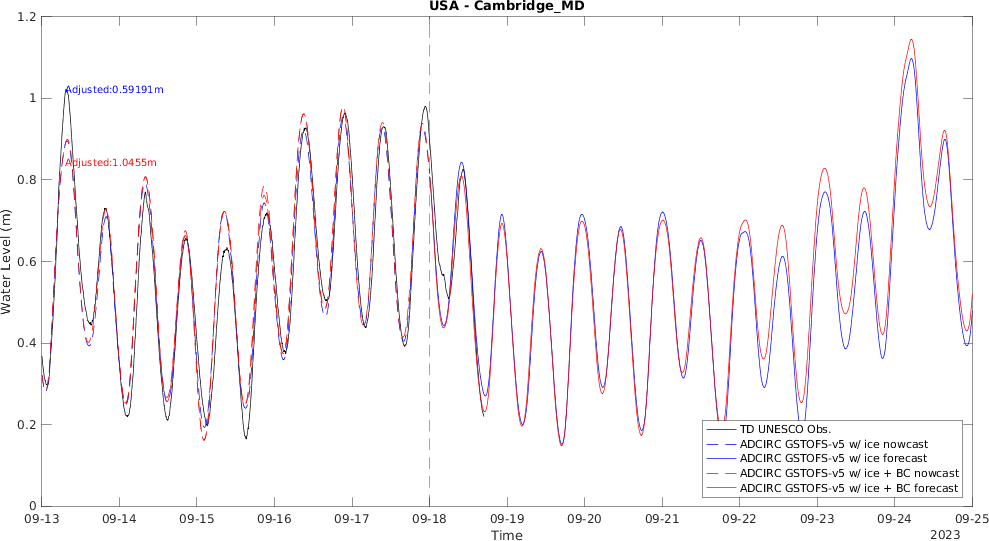 USA - Cambridge_MD
1.2
1
0.8
0.6
0.4
0.2
0
Water Level (m)
Adjusted:0.59191m
Adjusted:1.0455m
TD UNESCO Obs.
ADCIRC GSTOFS-v5 w/ ice nowcast
ADCIRC GSTOFS-v5 w/ ice forecast
ADCIRC GSTOFS-v5 w/ ice + BC nowcast
ADCIRC GSTOFS-v5 w/ ice + BC forecast
09-13 09-14 09-15 09-16 09-17 09-18 09-19 09-20 09-21 09-22 09-23 09-24 09-25
Time
2023